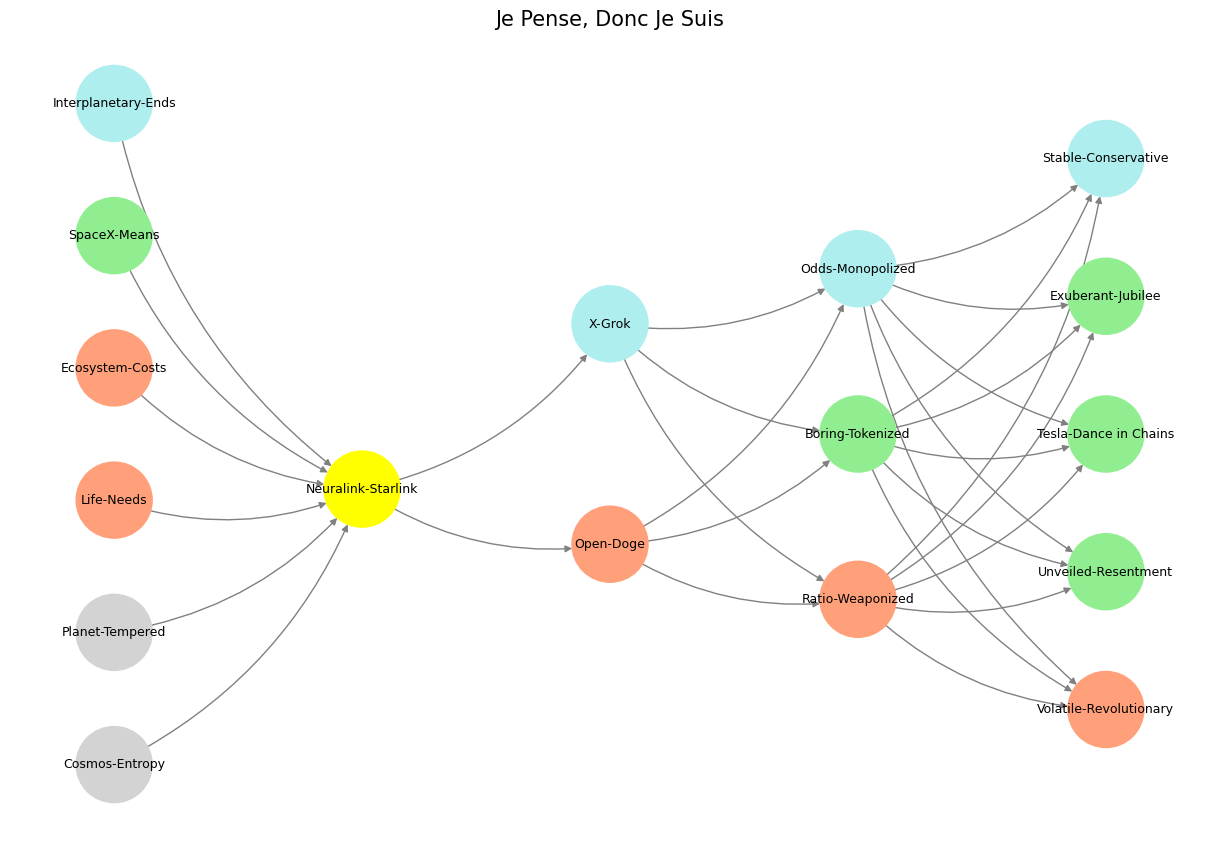 Je Pense, Donc Je Suis
Interplanetary-Ends
SpaceX-Means
Ecosystem-Costs
Life-Needs
Planet-Tempered
Cosmos-Entropy
Neuralink-Starlink
X-Grok
Open-Doge
Odds-Monopolized
Boring-Tokenized
Ratio-Weaponized
Stable-Conservative
Exuberant-Jubilee
Tesla-Dance in Chains
Unveiled-Resentment
Volatile-Revolutionary